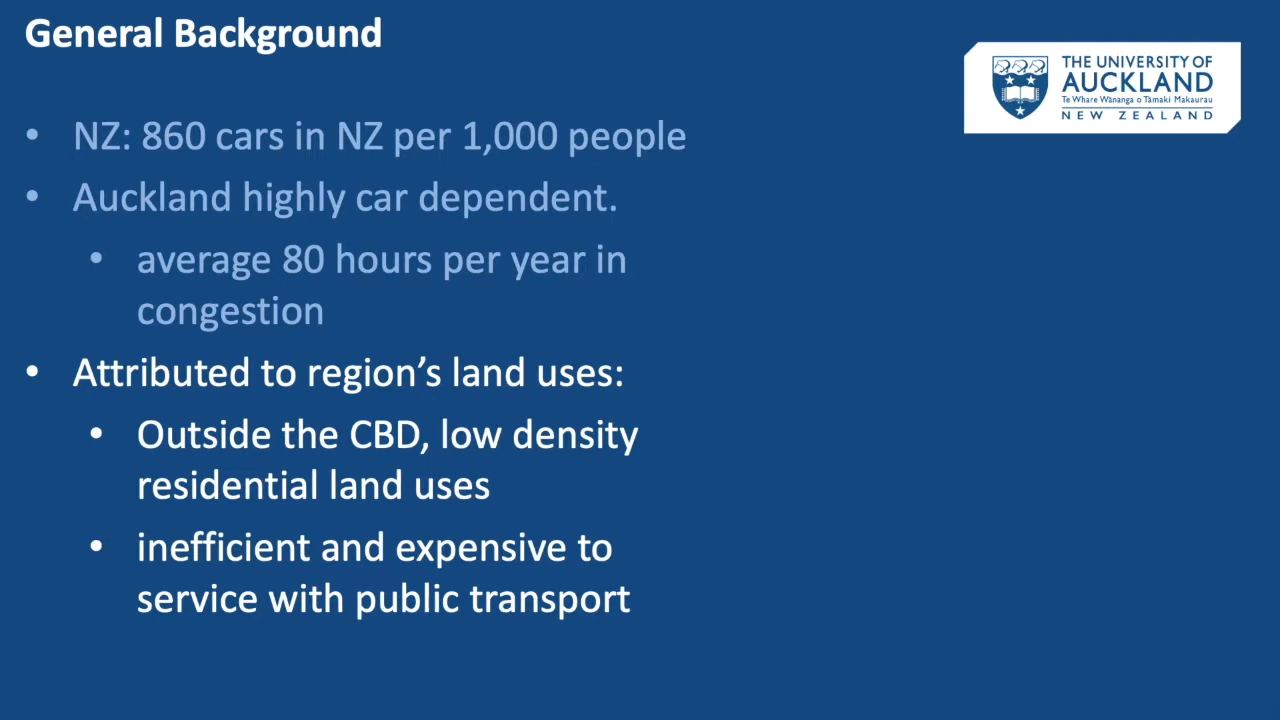 General Background
THE UNIVERSITY OF
AUCKLAND
Te Whare Wānanga o Tāmaki Makaurau
NEW ZEALAND
• NZ: 860 cars in NZ per 1,000 people
• Auckland highly car dependent.
• average 80 hours per year in
congestion
• Attributed to region’s land uses:
• Outside the CBD, low density
residential land uses
• inefficient and expensive to
service with public transport